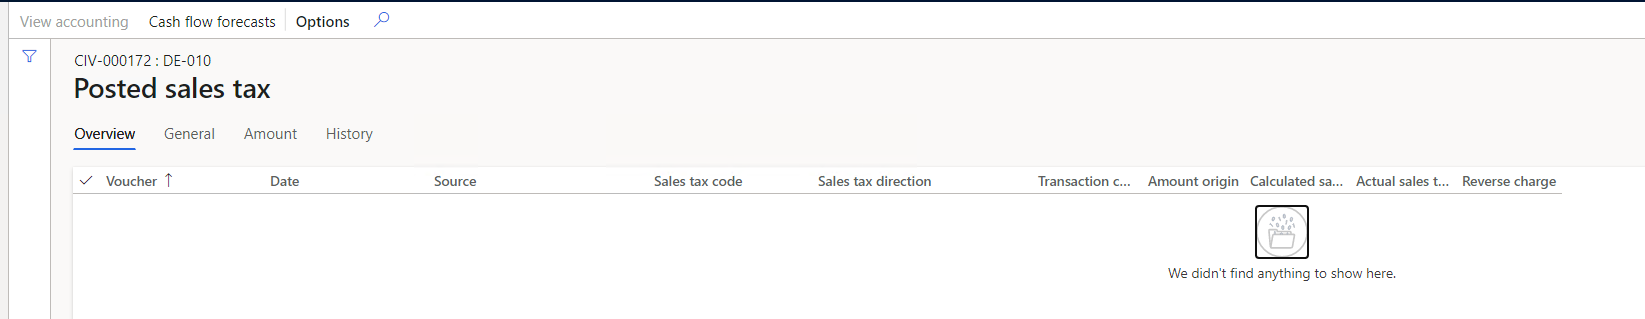 View accounting Cash flow forecasts Options
CIV-000172 : DE-010
Posted sales tax
Overview General Amount History
Voucher Date Source Sales tax code Sales tax direction Transaction c... Amount origin Calculated sa... Actual sales t... Reverse charge
We didn't find anything to show here.